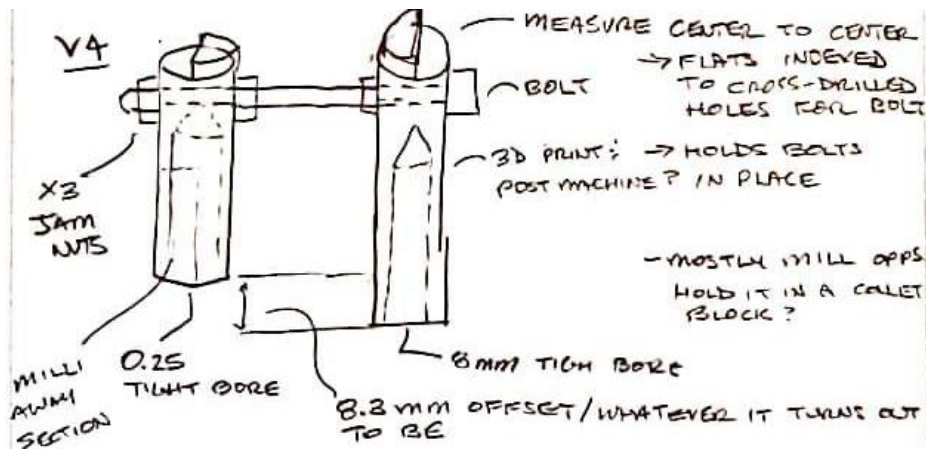 V4
MEASURE CENTER TO CENTER
→ FLATS INDEXED
TO CROSS-DRILLED
HOLES FOR BOLT
BOLT
3D PRINT; → HOLDS BOLTS
POST MACHINE? IN PLACE
X3
JAM
NUTS
- MOSTLY MILL OPPS
HOLD IT IN A COLLET
BLOCK?
MILL
AWAY
SECTION
0.25
TIGHT BORE
8mm TIGH BORE
8.3 mm OFFSET/WHATEVER IT TURNS OUT
TO BE